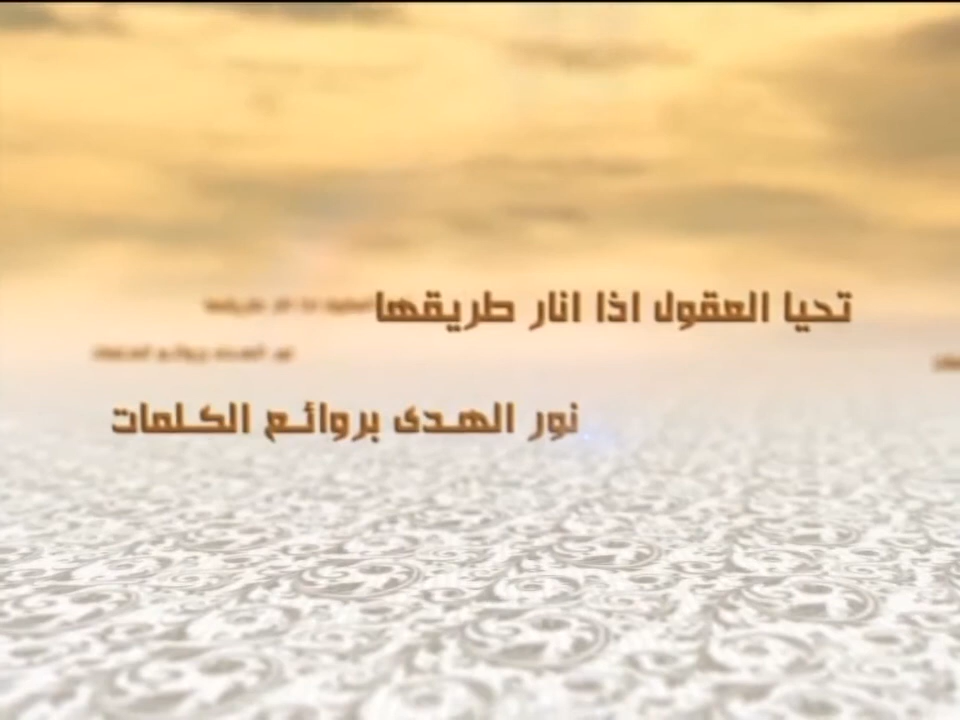 تحيا العقول اذا انار طريقها
نور الهدى بروائع الكلمات